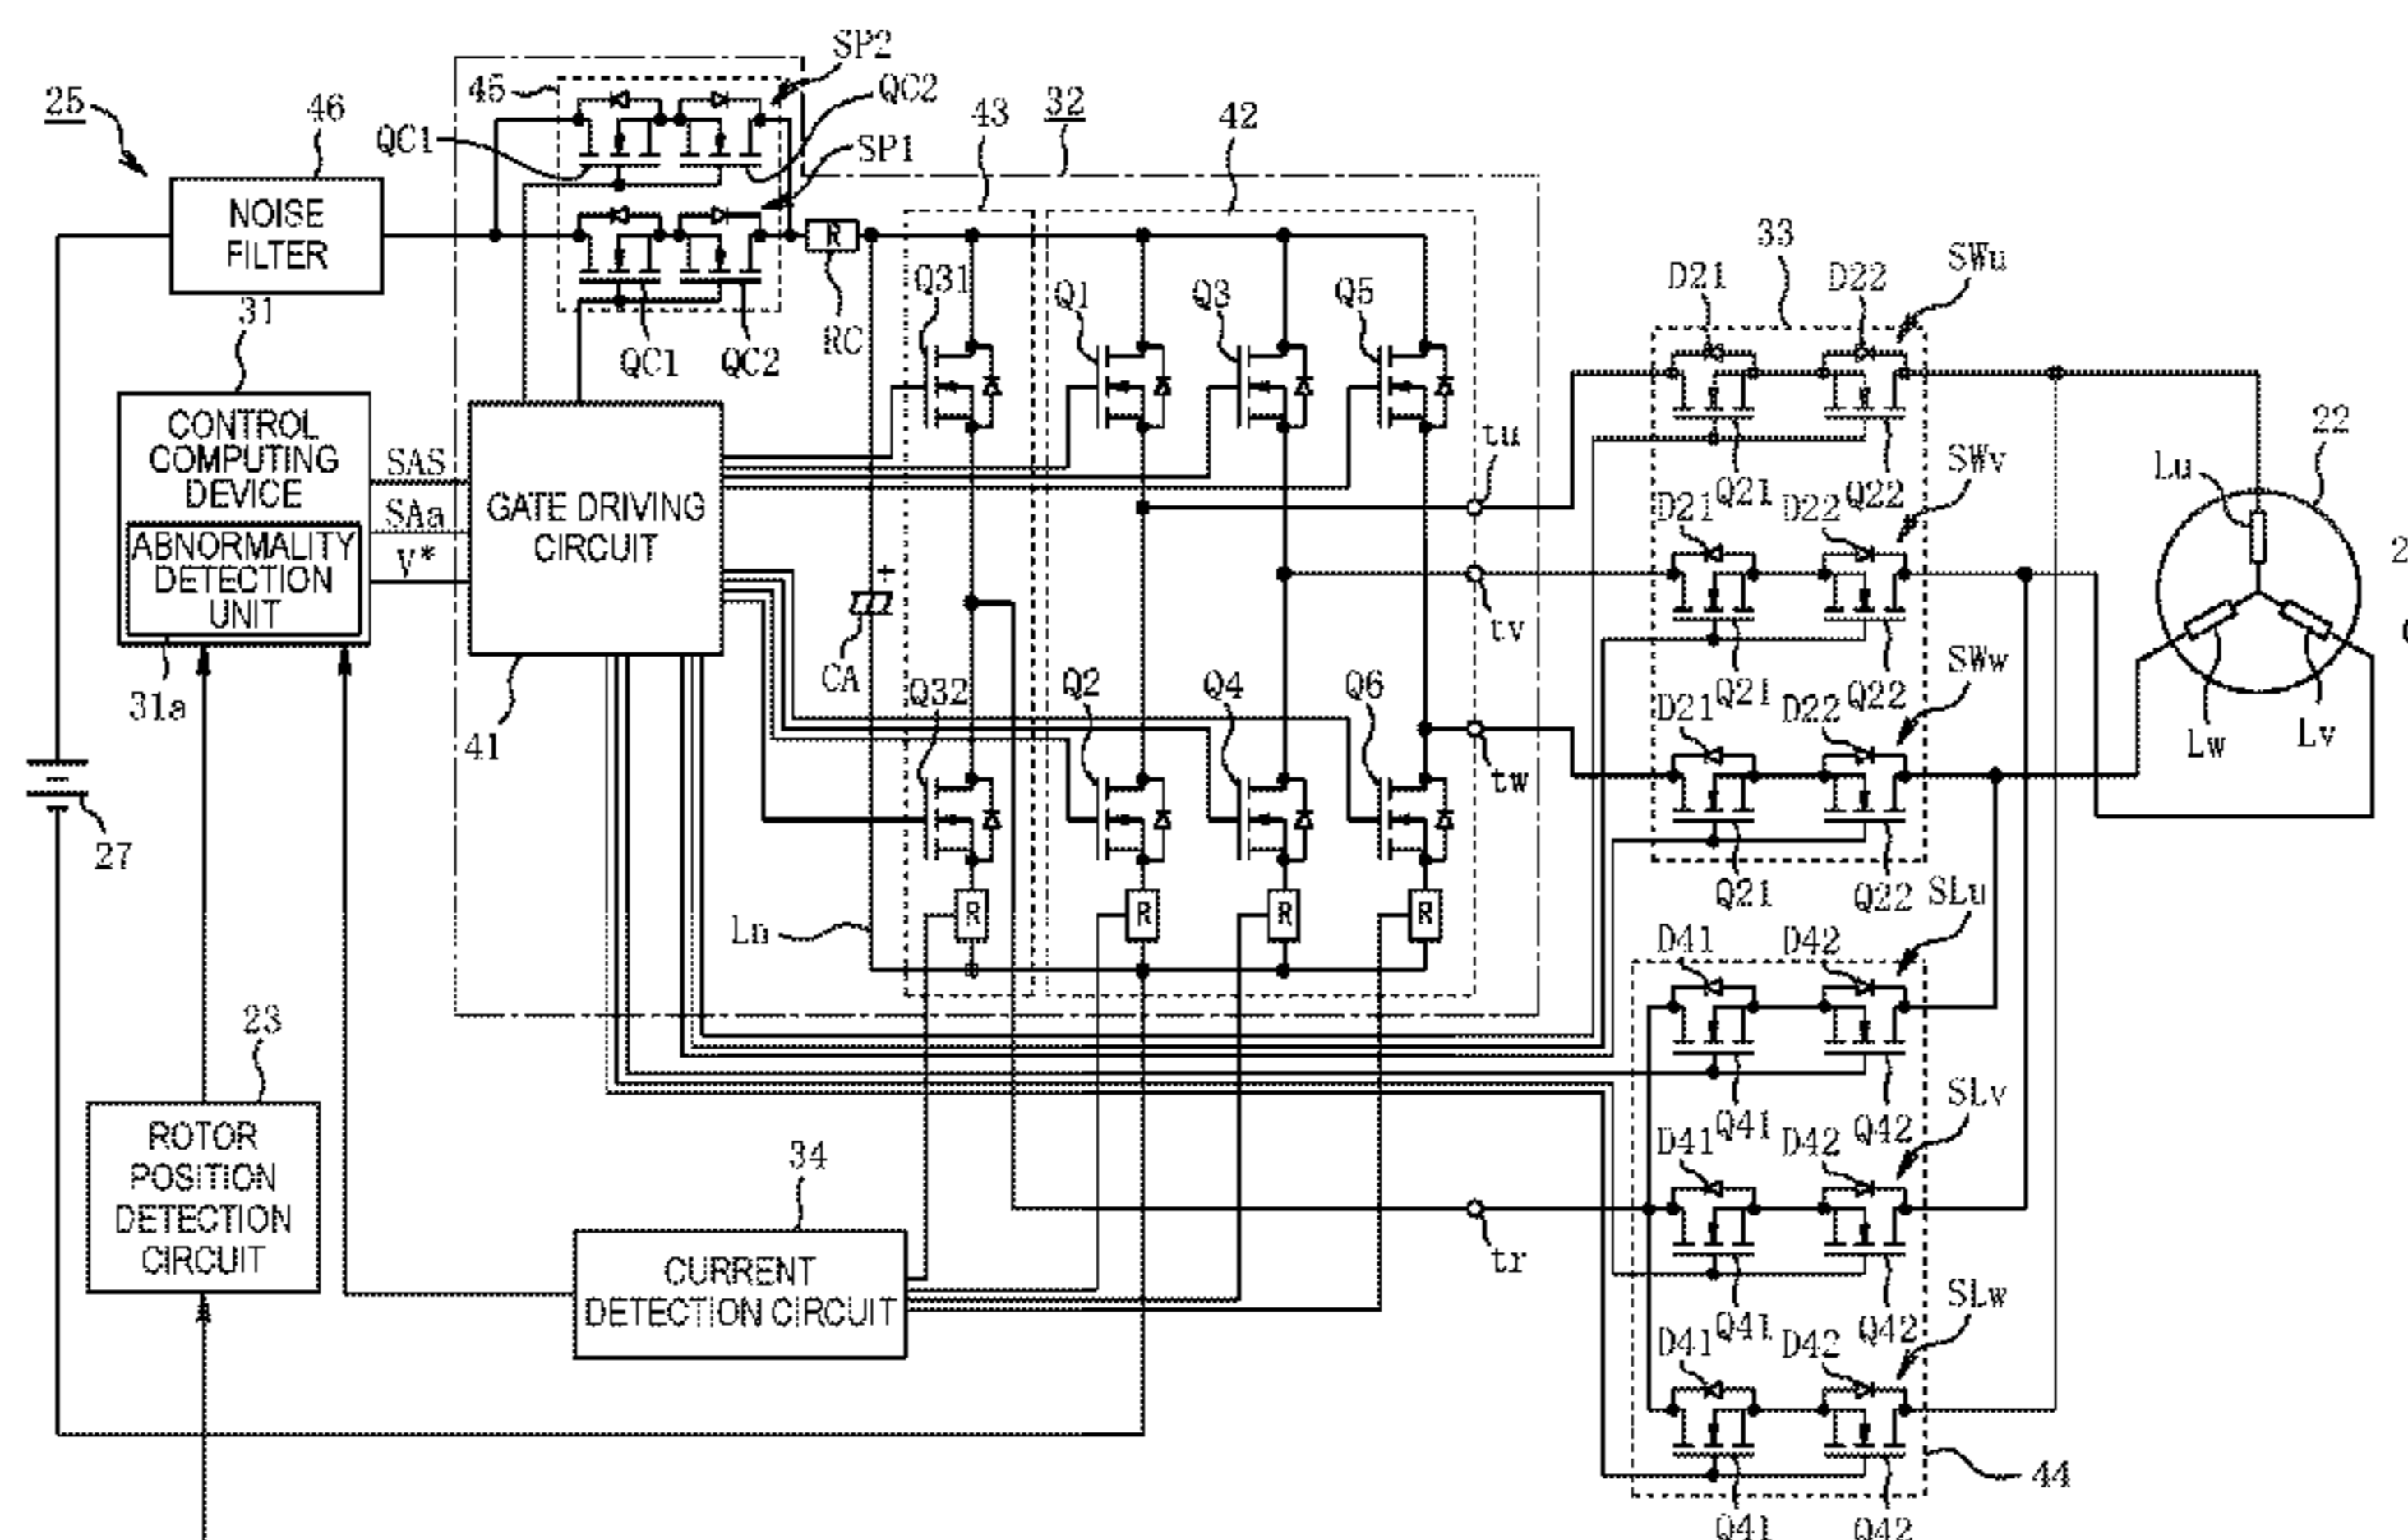 SP2
25
46
45
QC2
43
32
42
QC1
SP1
NOISE
FILTER
R
RC
QC1
QC2
31
Q31
Q1
Q3
Q5
33
D21
D22
SWu
CONTROL
COMPUTING
DEVICE
SAS
SAa
V*
ABNORMALITY
DETECTION
UNIT
31a
GATE DRIVING
CIRCUIT
41
+
CA
tu
tv
tw
Q21
Q22
SWv
D21
D22
Q21
Q22
SWw
D21
D22
Q21
Q22
22
Lu
Lw
Lv
2
27
Q32
Q2
Q4
Q6
R
R
R
R
Ln
SLu
D41
D42
Q41
Q42
SLv
D41
D42
Q41
Q42
SLw
D41
D42
Q41
Q42
44
23
ROTOR
POSITION
DETECTION
CIRCUIT
34
CURRENT
DETECTION CIRCUIT
tr